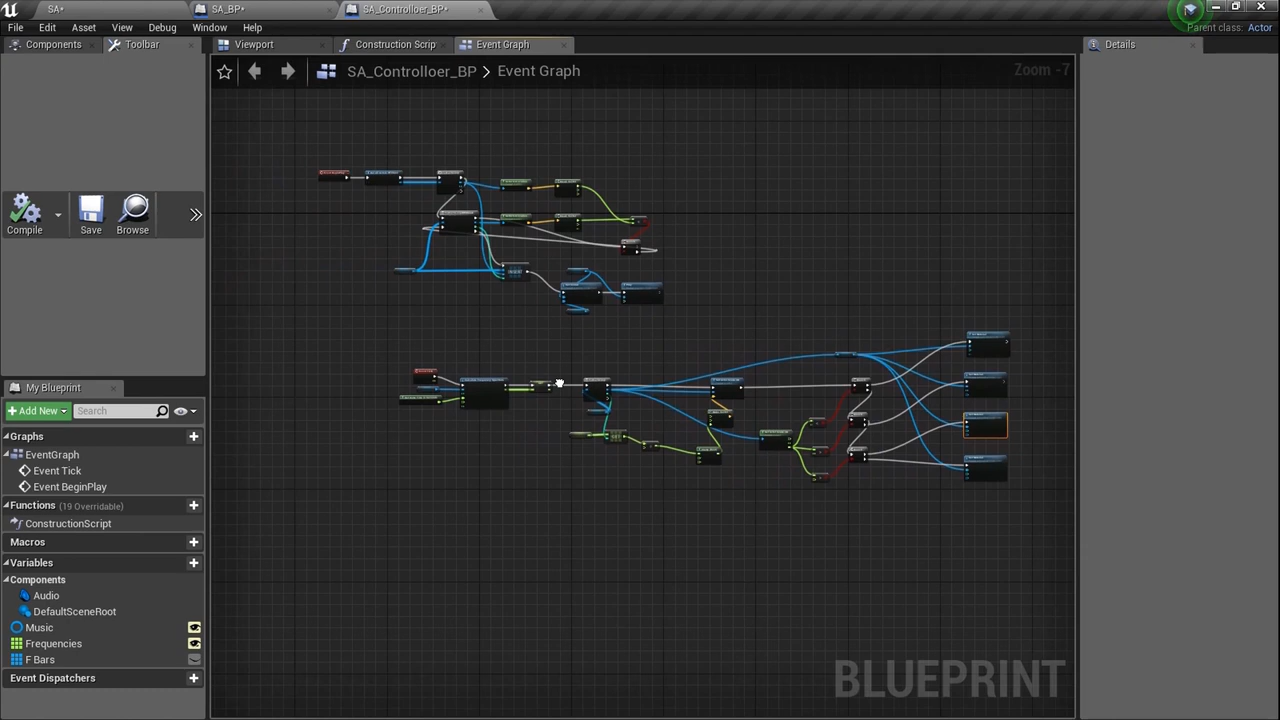 SA*
SA_BP*
SA_Controlloer_BP*
File Edit Asset View Debug Window Help
Parent class: Actor
Components
Toolbar
Viewport
Construction Scrip
Event Graph
Details
SA_Controlloer_BP > Event Graph
Zoom -7
Compile
Save
Browse
My Blueprint
Add New
Search
Graphs
EventGraph
Event Tick
Event BeginPlay
Functions (19 Overridable)
ConstructionScript
Macros
Variables
Components
Audio
DefaultSceneRoot
Music
Frequencies
F Bars
Event Dispatchers
BLUEPRINT